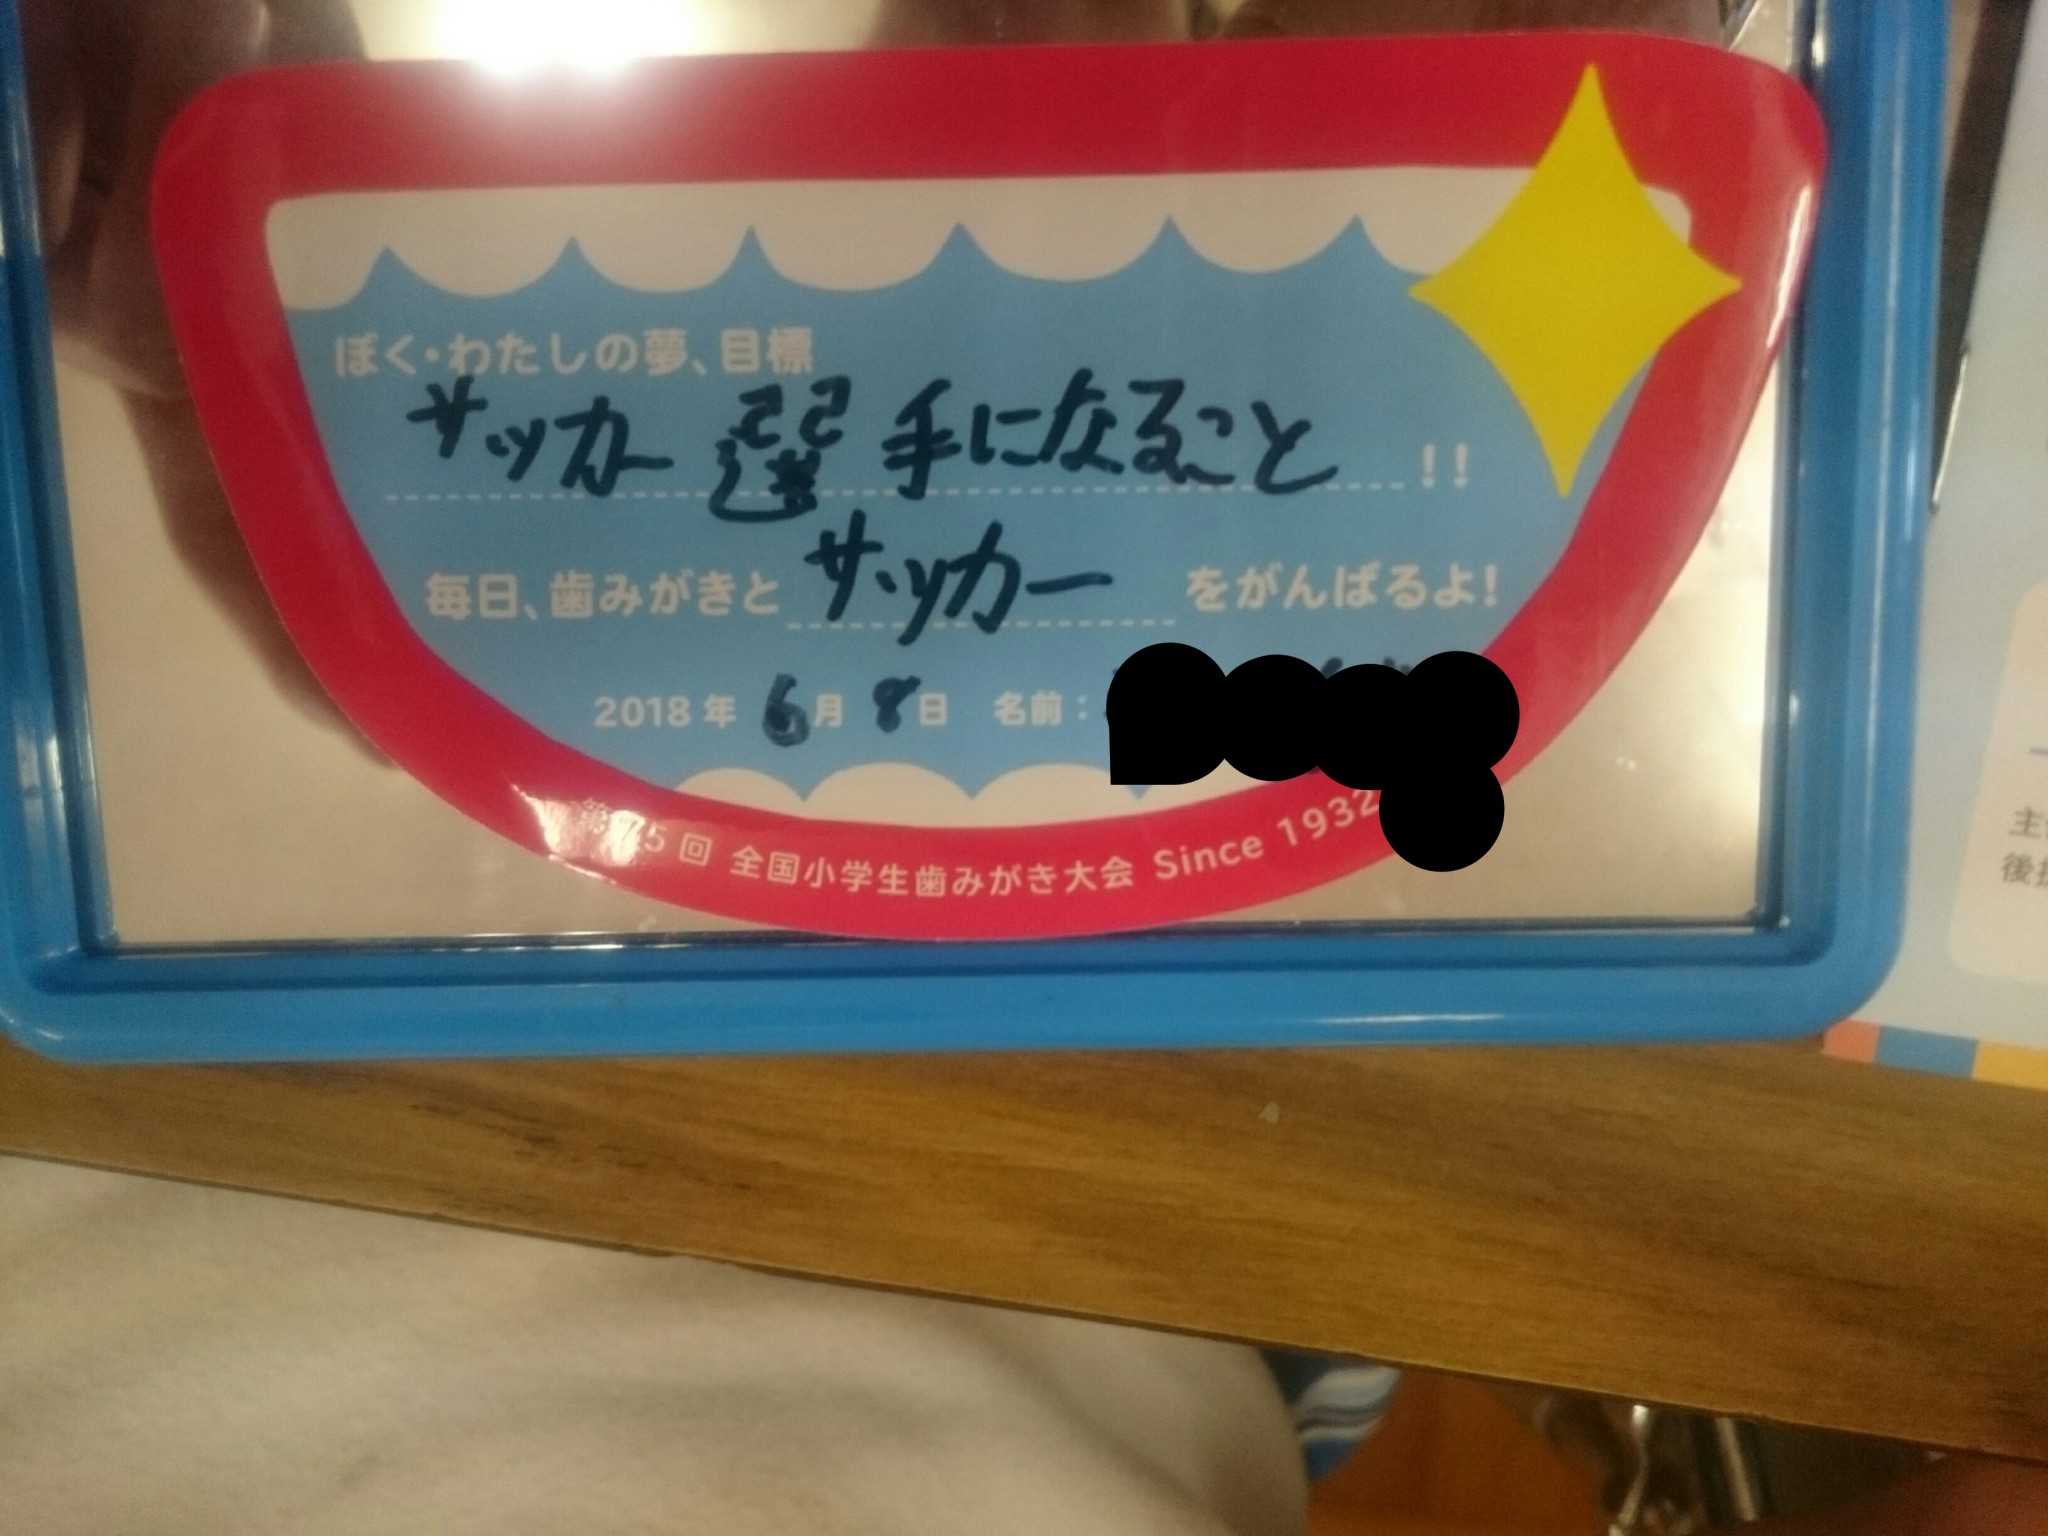 ぼく・わたしの夢、目標
サッカー選手になること!!
毎日、歯みがきとサッカーをがんばるよ!
2018年 6月 8日 名前:
第75回 全国小学生歯みがき大会 Since 1932
主
後